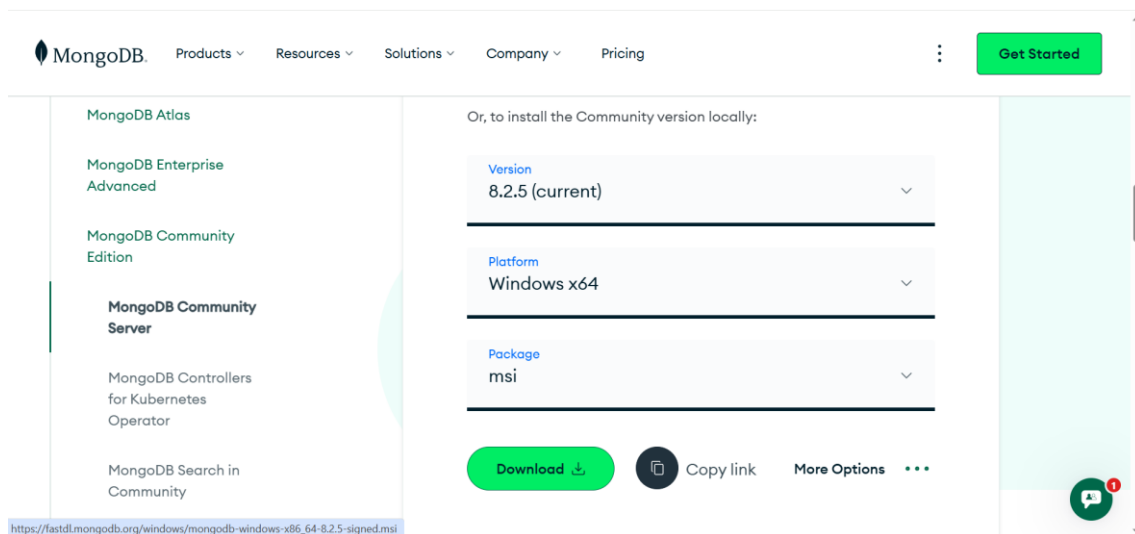 MongoDB. Products Resources Solutions Company Pricing Get Started
MongoDB Atlas
MongoDB Enterprise
Advanced
MongoDB Community
Edition
MongoDB Community
Server
MongoDB Controllers
for Kubernetes
Operator
MongoDB Search in
Community
Or, to install the Community version locally:
Version
8.2.5 (current)
Platform
Windows x64
Package
msi
Download Copy link More Options
1
https://fastdl.mongodb.org/windows/mongodb-windows-x86_64-8.2.5-signed.msi